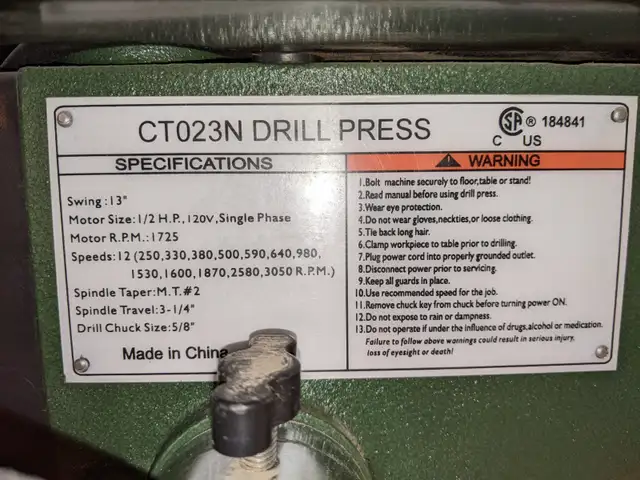 CT023N DRILL PRESS
CSA ® 184841
C US
SPECIFICATIONS
Swing:13"
Motor Size:1/2 H.P.,120V,Single Phase
Motor R.P.M.:1725
Speeds:12 (250,330,380,500,590,640,980,
1530,1600,1870,2580,3050 R.P.M.)
Spindle Taper:M.T.#2
Spindle Travel:3-1/4"
Drill Chuck Size:5/8"
Made in China
WARNING
1.Bolt machine securely to floor,table or stand!
2.Read manual before using drill press.
3.Wear eye protection.
4.Do not wear gloves,neckties,or loose clothing.
5.Tie back long hair.
6.Clamp workpiece to table prior to drilling.
7.Plug power cord into properly grounded outlet.
8.Disconnect power prior to servicing.
9.Keep all guards in place.
10.Use recommended speed for the job.
11.Remove chuck key from chuck before turning power ON.
12.Do not expose to rain or dampness.
13.Do not operate if under the influence of drugs,alcohol or medication.
Failure to follow above warnings could result in serious injury,
loss of eyesight or death!